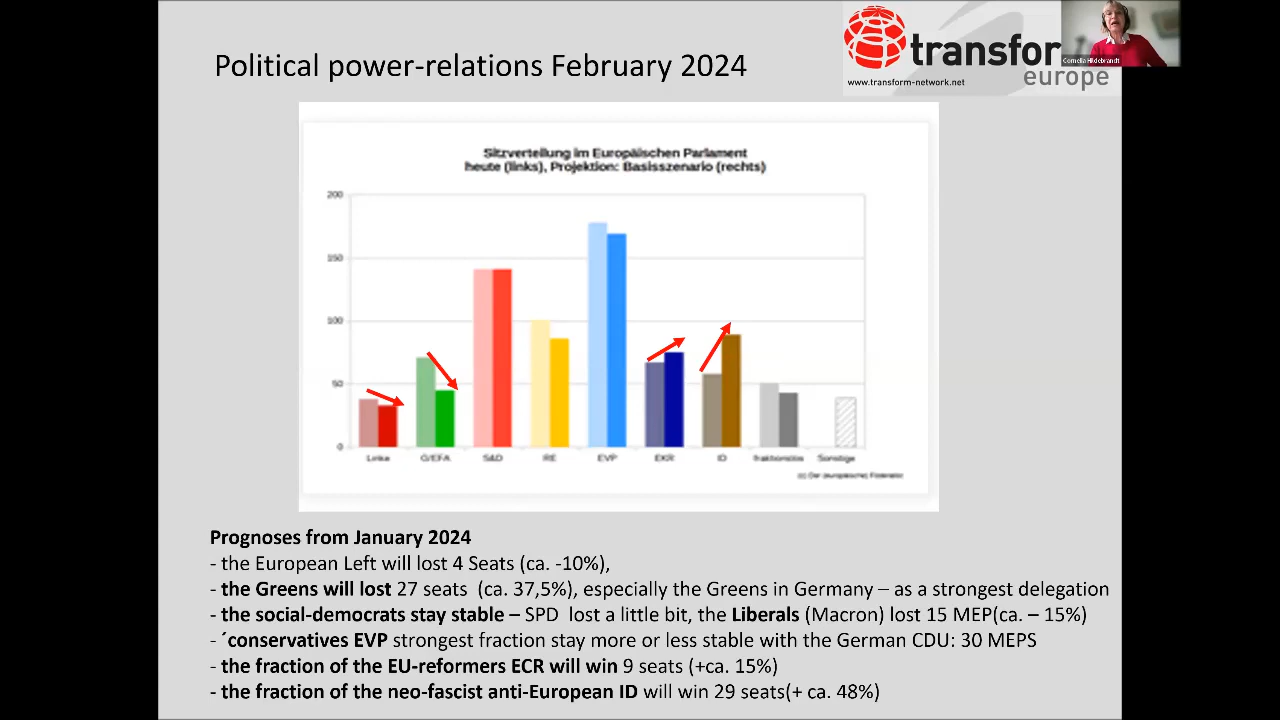 Political power-relations February 2024
transfor
europe
www.transform-network.net
Cornelia Hildebrandt
Sitzverteilung im Europäischen Parlament
heute (links), Projektion: Basisszenario (rechts)
200
150
100
50
0
Linke G/EFA S&D RE EVP EKR ID fraktionslos Sonstige
(c) Der (europäische) Föderalist
Prognoses from January 2024
- the European Left will lost 4 Seats (ca. -10%),
- the Greens will lost 27 seats (ca. 37,5%), especially the Greens in Germany – as a strongest delegation
- the social-democrats stay stable – SPD lost a little bit, the Liberals (Macron) lost 15 MEP(ca. – 15%)
- ´conservatives EVP strongest fraction stay more or less stable with the German CDU: 30 MEPS
- the fraction of the EU-reformers ECR will win 9 seats (+ca. 15%)
- the fraction of the neo-fascist anti-European ID will win 29 seats(+ ca. 48%)